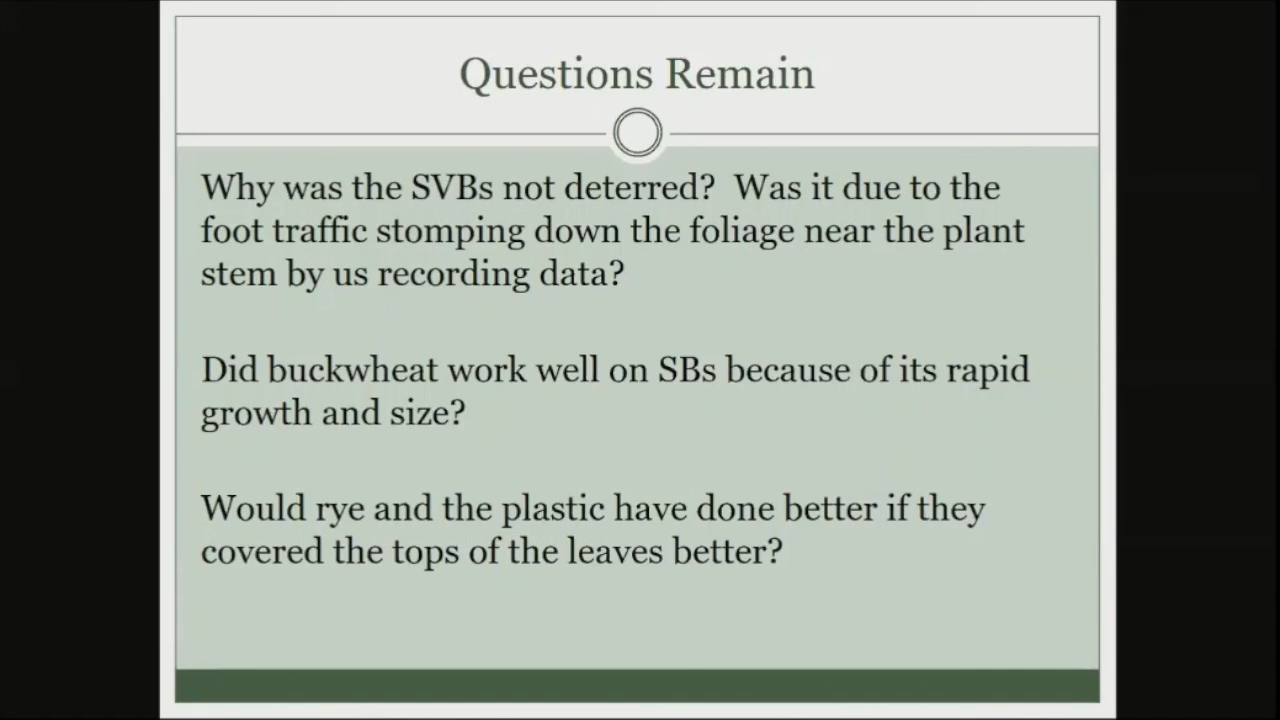 Questions Remain
Why was the SVBs not deterred?  Was it due to the
foot traffic stomping down the foliage near the plant
stem by us recording data?
Did buckwheat work well on SBs because of its rapid
growth and size?
Would rye and the plastic have done better if they
covered the tops of the leaves better?